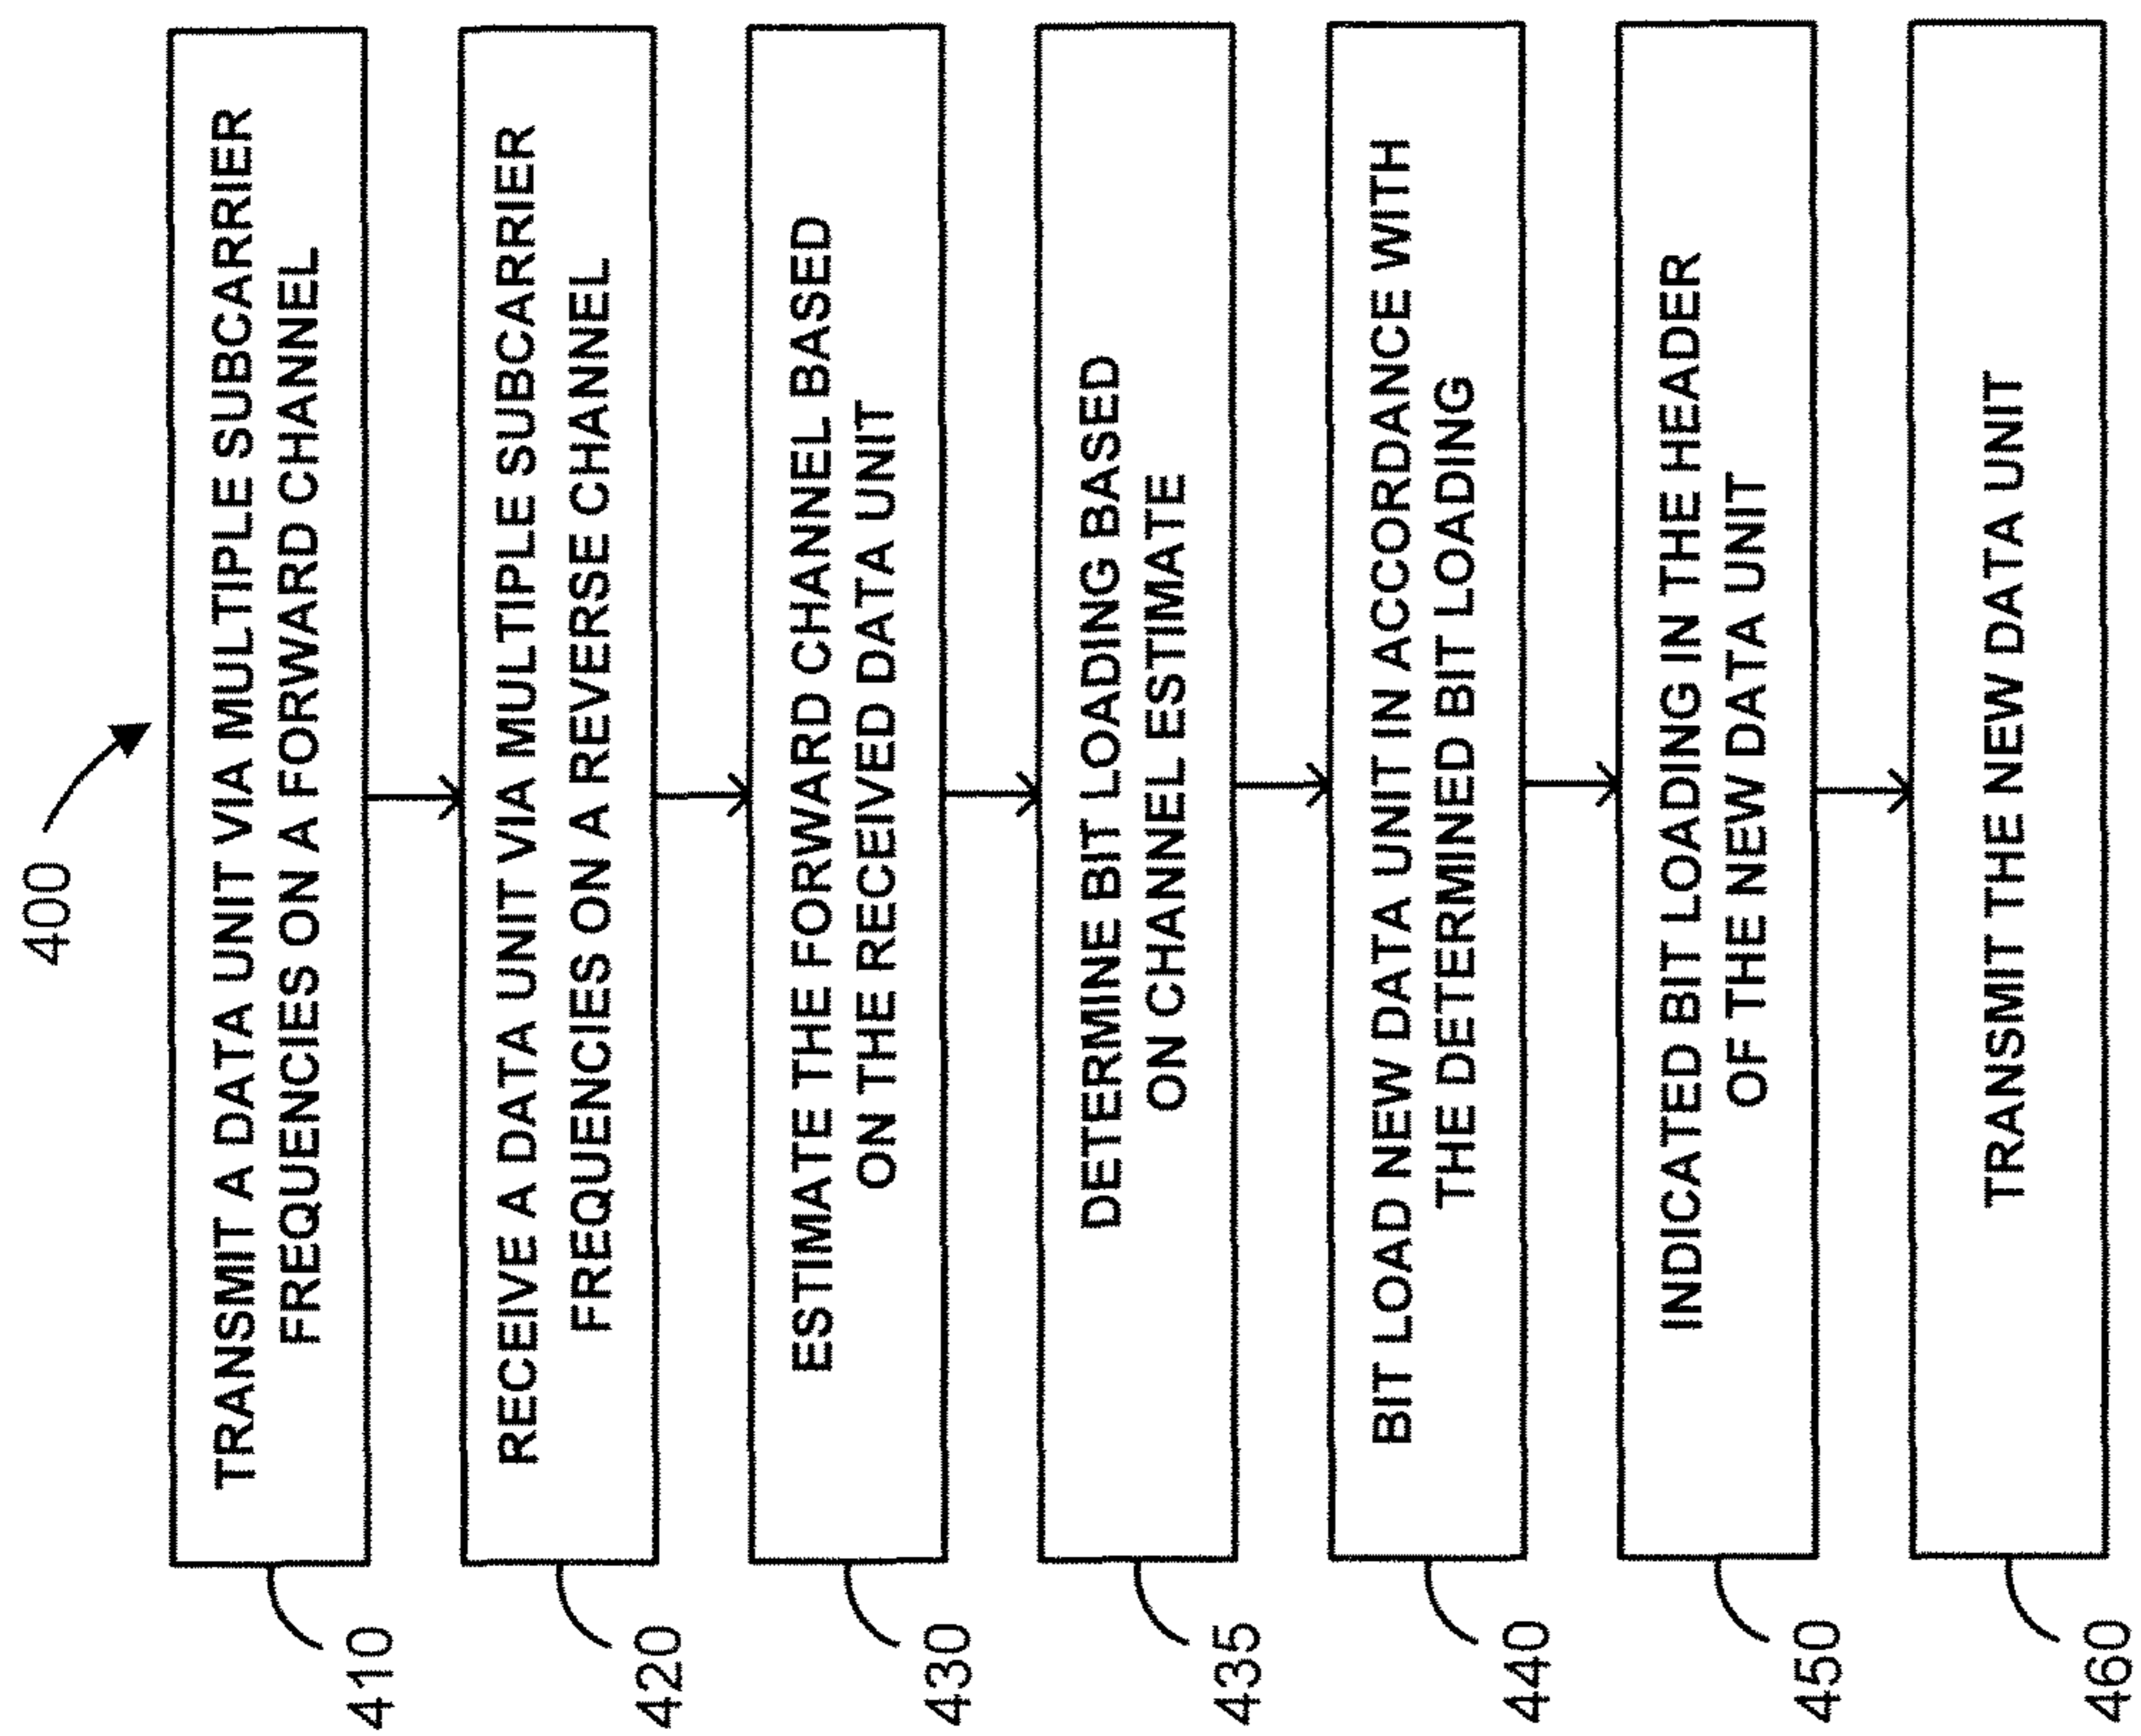 400
410
TRANSMIT A DATA UNIT VIA MULTIPLE SUBCARRIER
FREQUENCIES ON A FORWARD CHANNEL
420
RECEIVE A DATA UNIT VIA MULTIPLE SUBCARRIER
FREQUENCIES ON A REVERSE CHANNEL
430
ESTIMATE THE FORWARD CHANNEL BASED
ON THE RECEIVED DATA UNIT
435
DETERMINE BIT LOADING BASED
ON CHANNEL ESTIMATE
440
BIT LOAD NEW DATA UNIT IN ACCORDANCE WITH
THE DETERMINED BIT LOADING
450
INDICATED BIT LOADING IN THE HEADER
OF THE NEW DATA UNIT
460
TRANSMIT THE NEW DATA UNIT